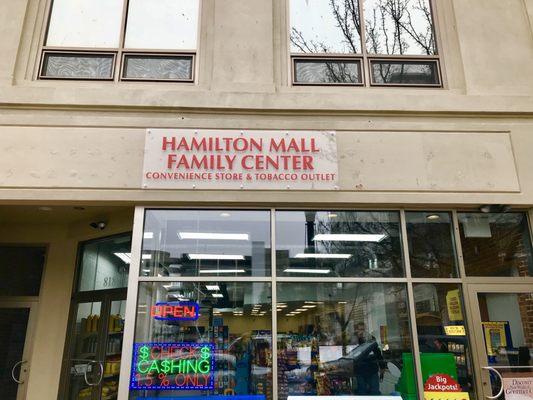 HAMILTON MALL
FAMILY CENTER
CONVENIENCE STORE & TOBACCO OUTLET
OPEN
$ CHECK $
CASHING
1.5% ONLY
Big
Jackpots!